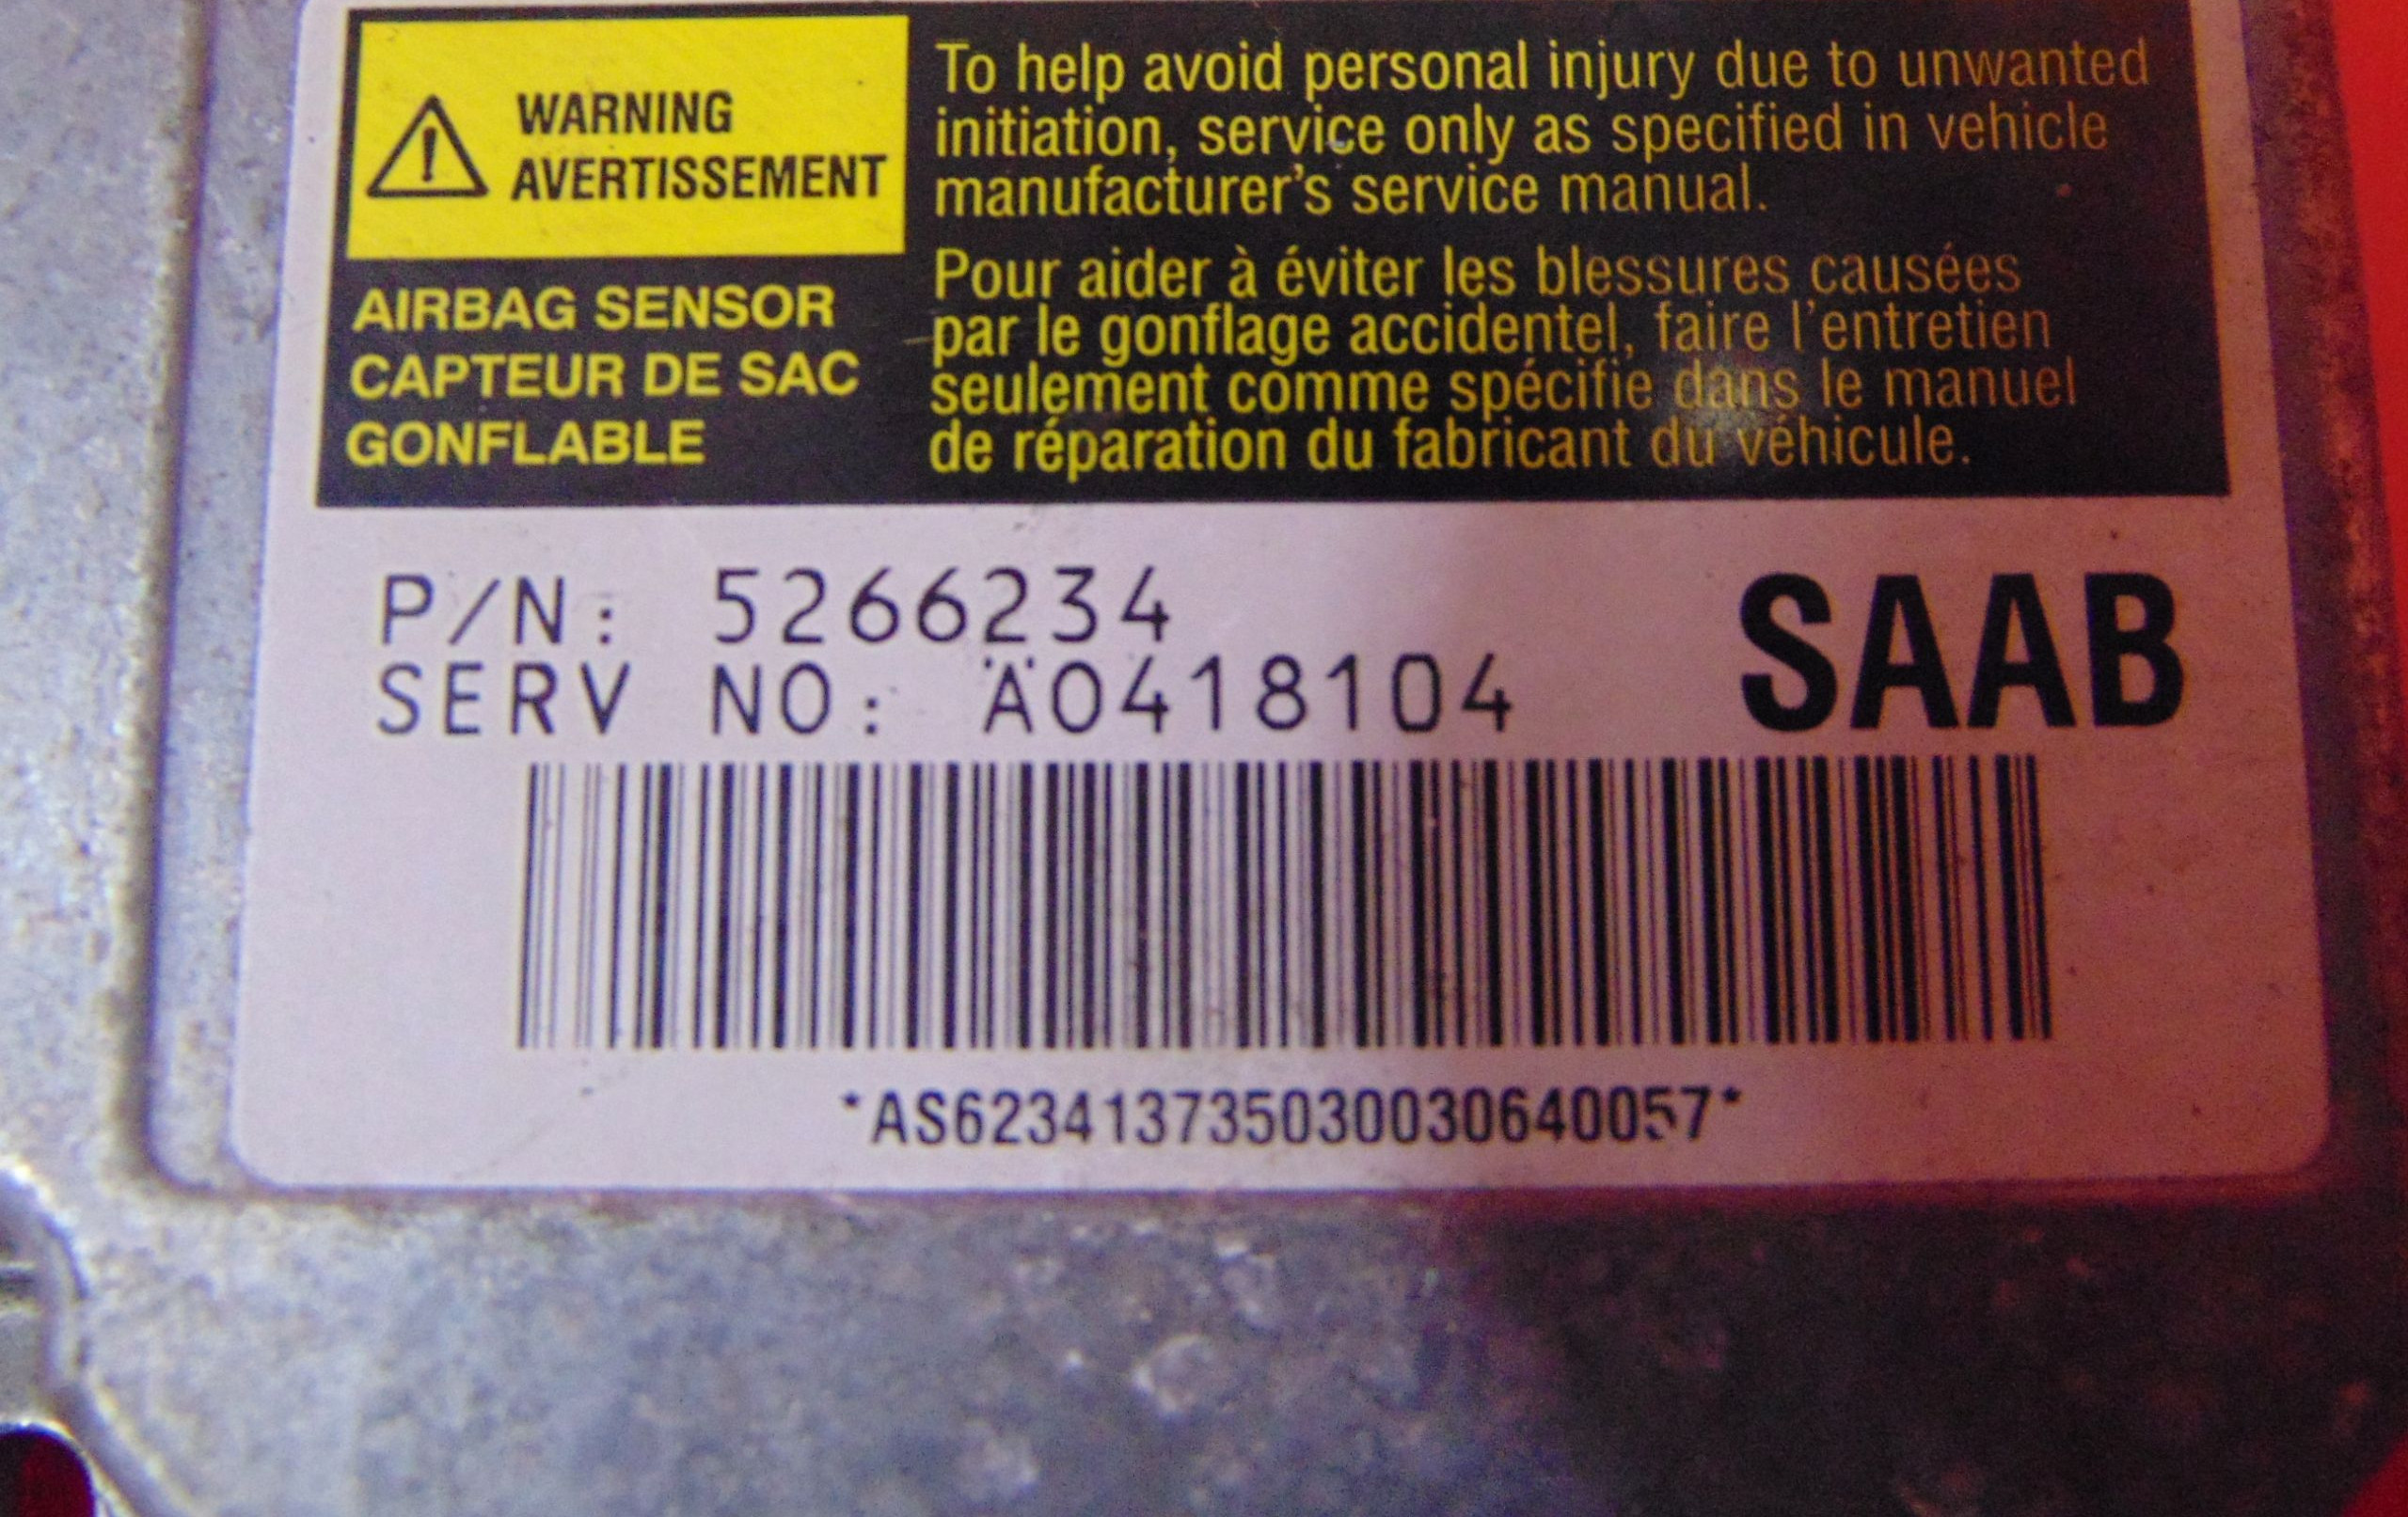 WARNING
AVERTISSEMENT
AIRBAG SENSOR
CAPTEUR DE SAC
GONFLABLE
To help avoid personal injury due to unwanted
initiation, service only as specified in vehicle
manufacturer's service manual.
Pour aider à éviter les blessures causées
par le gonflage accidentel, faire l'entretien
seulement comme spécifie dans le manuel
de réparation du fabricant du véhicule.
P/N: 5266234
SERV NO: Ä0418104
SAAB
*AS623413735030030640057*